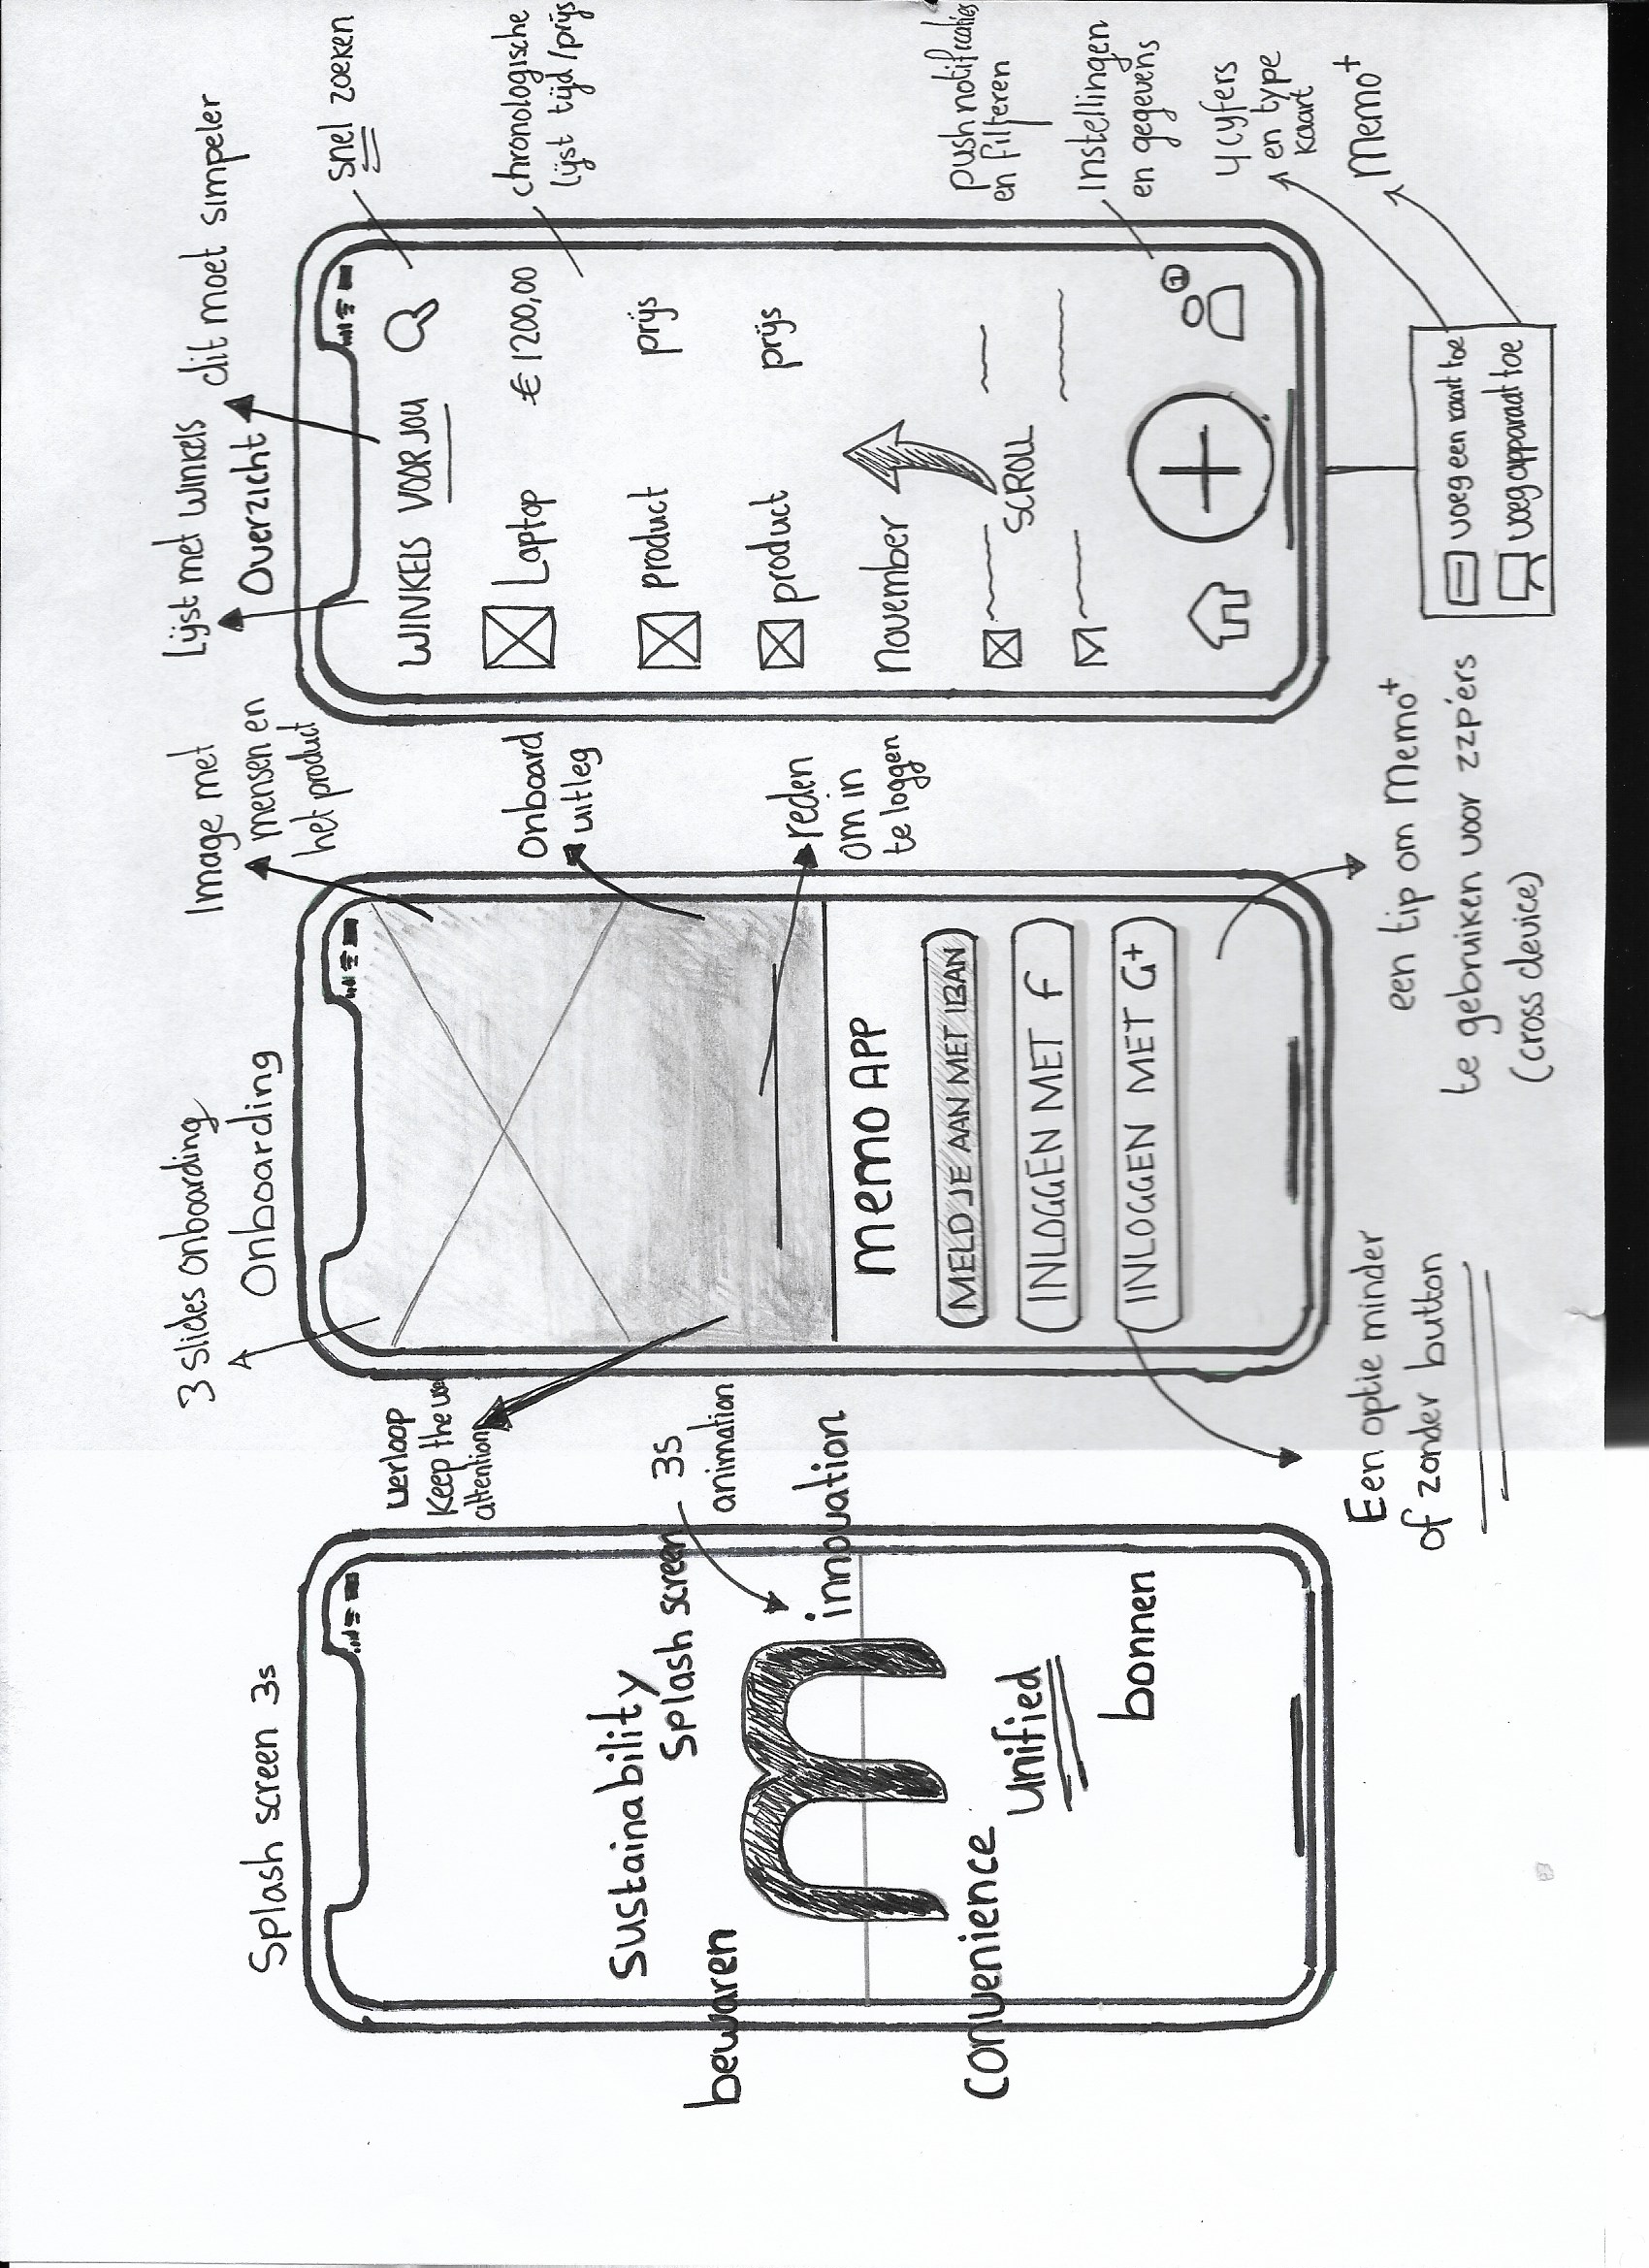 Splash screen 3s
Sustainability
Splash screen
3s
animation
bewaren
m
innovation
Convenience
Unified
bonnen
3 slides onboarding
Onboarding
Image met
mensen en
het product
verloop
Keep the user
attention
Onboard
uitleg
reden
om in
te loggen
memo APP
MELD JE AAN MET IBAN
INLOGGEN MET f
INLOGGEN MET G+
Een optie minder
of zonder button
een tip om Memo+
te gebruiken voor zzp'ers
(cross device)
Lijst met winkels
Overzicht
dit moet simpeler
snel zoeken
WINKELS VOOR JOU
chronologische
lijst tijd/prijs
Laptop € 1200,00
product prijs
product prijs
November
SCROLL
push notificaties
en filteren
Instellingen
en gegevens
1
4 cijfers
en type
kaart
Memo+
voeg een kaart toe
voeg apparaat toe